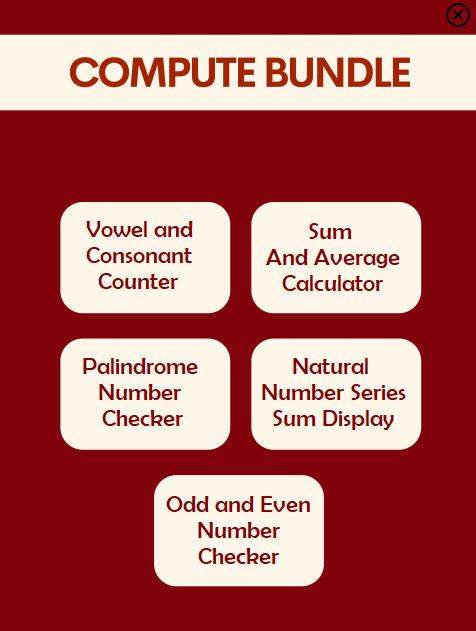 COMPUTE BUNDLE
Vowel and
Consonant
Counter
Sum
And Average
Calculator
Palindrome
Number
Checker
Natural
Number Series
Sum Display
Odd and Even
Number
Checker